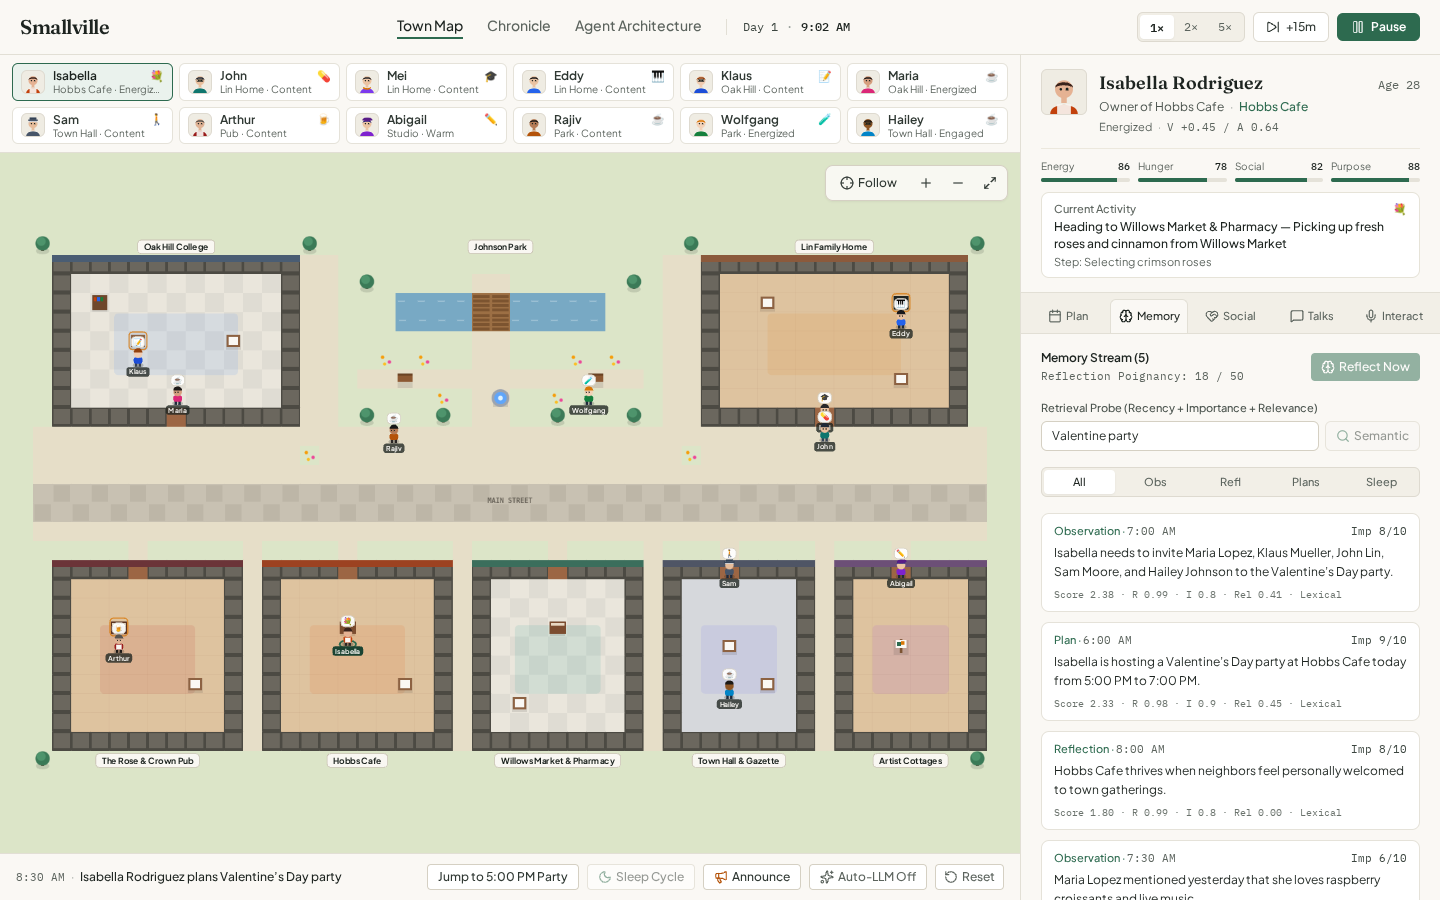 Smallville
Town Map
Chronicle
Agent Architecture
Day 1 · 9:02 AM
1×
2×
5×
+15m
Pause
Isabella
Hobbs Cafe · Energiz…
John
Lin Home · Content
Mei
Lin Home · Content
Eddy
Lin Home · Content
Klaus
Oak Hill · Content
Maria
Oak Hill · Energized
Sam
Town Hall · Content
Arthur
Pub · Content
Abigail
Studio · Warm
Rajiv
Park · Content
Wolfgang
Park · Energized
Hailey
Town Hall · Engaged
Follow
Oak Hill College
Johnson Park
Lin Family Home
Klaus
Maria
Rajiv
Wolfgang
Eddy
John
MAIN STREET
Sam
Abigail
Arthur
Isabella
Hailey
The Rose & Crown Pub
Hobbs Cafe
Willows Market & Pharmacy
Town Hall & Gazette
Artist Cottages
8:30 AM · Isabella Rodriguez plans Valentine's Day party
Jump to 5:00 PM Party
Sleep Cycle
Announce
Auto-LLM Off
Reset
Isabella Rodriguez
Age 28
Owner of Hobbs Cafe · Hobbs Cafe
Energized · V +0.45 / A 0.64
Energy 86
Hunger 78
Social 82
Purpose 88
Current Activity
Heading to Willows Market & Pharmacy — Picking up fresh
roses and cinnamon from Willows Market
Step: Selecting crimson roses
Plan
Memory
Social
Talks
Interact
Memory Stream (5)
Reflection Poignancy: 18 / 50
Reflect Now
Retrieval Probe (Recency + Importance + Relevance)
Valentine party
Semantic
All
Obs
Refl
Plans
Sleep
Observation · 7:00 AM
Imp 8/10
Isabella needs to invite Maria Lopez, Klaus Mueller, John Lin,
Sam Moore, and Hailey Johnson to the Valentine's Day party.
Score 2.38 · R 0.99 · I 0.8 · Rel 0.41 · Lexical
Plan · 6:00 AM
Imp 9/10
Isabella is hosting a Valentine's Day party at Hobbs Cafe today
from 5:00 PM to 7:00 PM.
Score 2.33 · R 0.98 · I 0.9 · Rel 0.45 · Lexical
Reflection · 8:00 AM
Imp 8/10
Hobbs Cafe thrives when neighbors feel personally welcomed
to town gatherings.
Score 1.80 · R 0.99 · I 0.8 · Rel 0.00 · Lexical
Observation · 7:30 AM
Imp 6/10
Maria Lopez mentioned yesterday that she loves raspberry
croissants and live music.